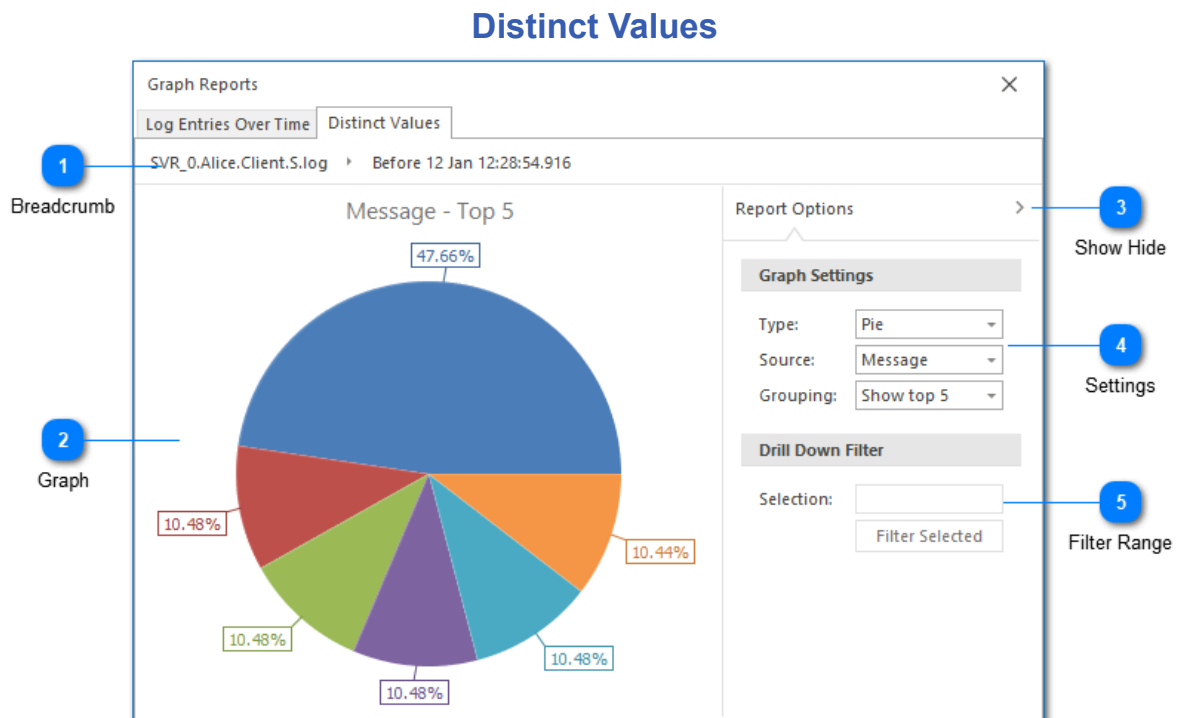 Distinct Values
Graph Reports
Log Entries Over Time
Distinct Values
1
Breadcrumb
SVR_0.Alice.Client.S.log
Before 12 Jan 12:28:54.916
Message - Top 5
47.66%
10.48%
10.48%
10.48%
10.48%
10.44%
2
Graph
Report Options
3
Show Hide
Graph Settings
Type:
Pie
Source:
Message
Grouping:
Show top 5
4
Settings
Drill Down Filter
Selection:
Filter Selected
5
Filter Range